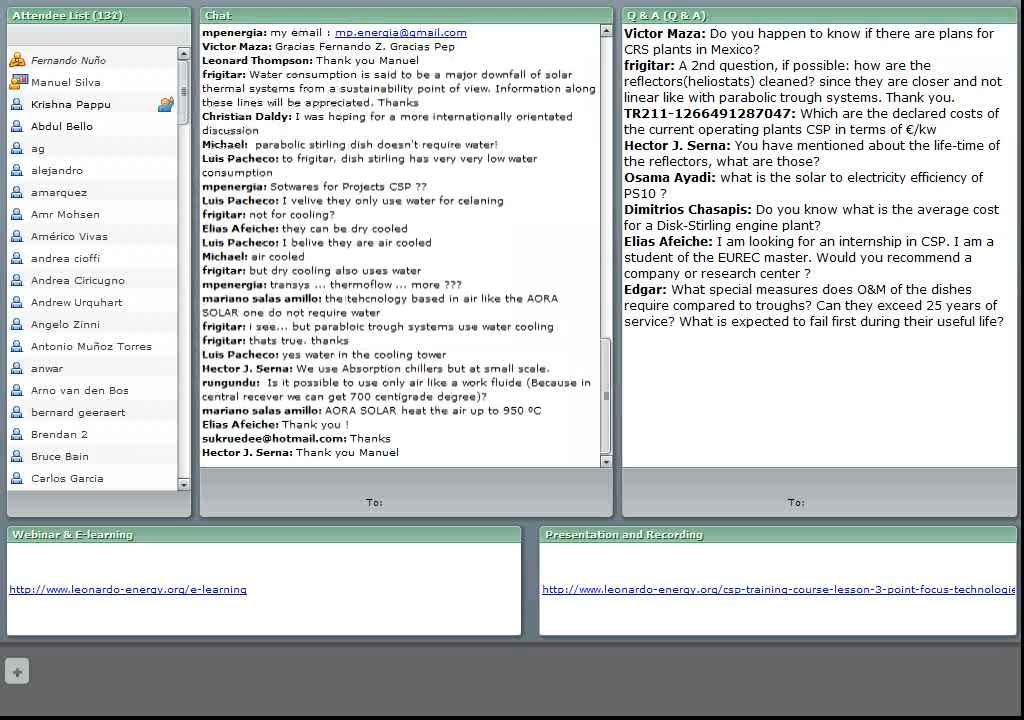 Attendee List (131)
Fernando Nuño
Manuel Silva
Krishna Pappu
Abdul Bello
ag
alejandro
amarquez
Amr Mohsen
Américo Vivas
andrea cioffi
Andrea Ciricugno
Andrew Urquhart
Angelo Zinni
Antonio Muñoz Torres
anwar
Arno van den Bos
bernard geeraert
Brendan 2
Bruce Bain
Carlos Garcia
Chat
mpenergia: my email : mp.energia@gmail.com
Victor Maza: Gracias Fernando Z. Gracias Pep
Leonard Thompson: Thank you Manuel
frigitar: Water consumption is said to be a major downfall of solar
thermal systems from a sustainability point of view. Information along
these lines will be appreciated. Thanks
Christian Daldy: I was hoping for a more internationally orientated
discussion
Michael:  parabolic stirling dish doesn't require water!
Luis Pacheco: to frigitar, dish stirling has very very low water
consumption
mpenergia: Sotwares for Projects CSP ??
Luis Pacheco: I velive they only use water for celaning
frigitar: not for cooling?
Elias Afeiche: they can be dry cooled
Luis Pacheco: I belive they are air cooled
Michael: air cooled
frigitar: but dry cooling also uses water
mpenergia: transys ... thermoflow ... more ???
mariano salas amillo: the tehcnology based in air like the AORA
SOLAR one do not require water
frigitar: i see... but parabloic trough systems use water cooling
frigitar: thats true. thanks
Luis Pacheco: yes water in the cooling tower
Hector J. Serna: We use Absorption chillers but at small scale.
rungundu:  Is it possible to use only air like a work fluide (Because in
central recever we can get 700 centigrade degree)?
mariano salas amillo: AORA SOLAR heat the air up to 950 ºC
Elias Afeiche: Thank you !
sukruedee@hotmail.com: Thanks
Hector J. Serna: Thank you Manuel
To:
Q & A (Q & A)
Victor Maza: Do you happen to know if there are plans for
CRS plants in Mexico?
frigitar: A 2nd question, if possible: how are the
reflectors(heliostats) cleaned? since they are closer and not
linear like with parabolic trough systems. Thank you.
TR211-1266491287047: Which are the declared costs of
the current operating plants CSP in terms of €/kw
Hector J. Serna: You have mentioned about the life-time of
the reflectors, what are those?
Osama Ayadi: what is the solar to electricity efficiency of
PS10 ?
Dimitrios Chasapis: Do you know what is the average cost
for a Disk-Stirling engine plant?
Elias Afeiche: I am looking for an internship in CSP. I am a
student of the EUREC master. Would you recommend a
company or research center ?
Edgar: What special measures does O&M of the dishes
require compared to troughs? Can they exceed 25 years of
service? What is expected to fail first during their useful life?
To:
Webinar & E-learning
http://www.leonardo-energy.org/e-learning
Presentation and Recording
http://www.leonardo-energy.org/csp-training-course-lesson-3-point-focus-technologie